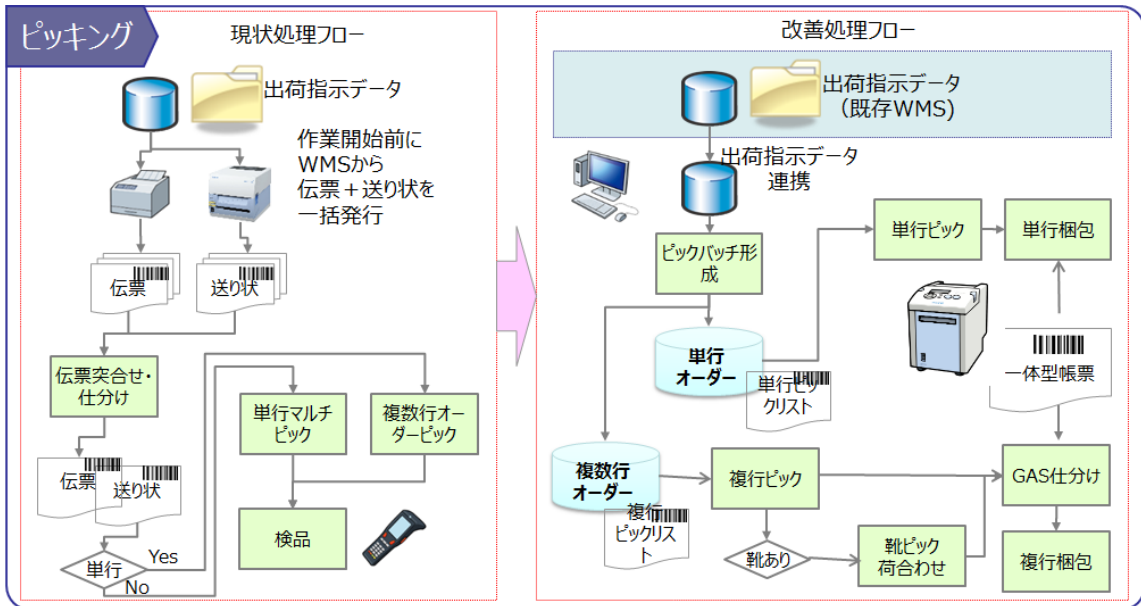 ピッキング
現状処理フロー
出荷指示データ
作業開始前に
WMSから
伝票＋送り状を
一括発行
伝票
送り状
伝票突合せ・
仕分け
単行マルチ
ピック
複数行オー
ダーピック
伝票
送り状
検品
単行
Yes
No
改善処理フロー
出荷指示データ
（既存WMS)
出荷指示データ
連携
ピックバッチ形
成
単行ピック
単行梱包
単行
オーダー
単行ピッ
クリスト
一体型帳票
複数行
オーダー
複行
ピックリス
ト
複行ピック
GAS仕分け
靴あり
靴ピック
荷合わせ
複行梱包